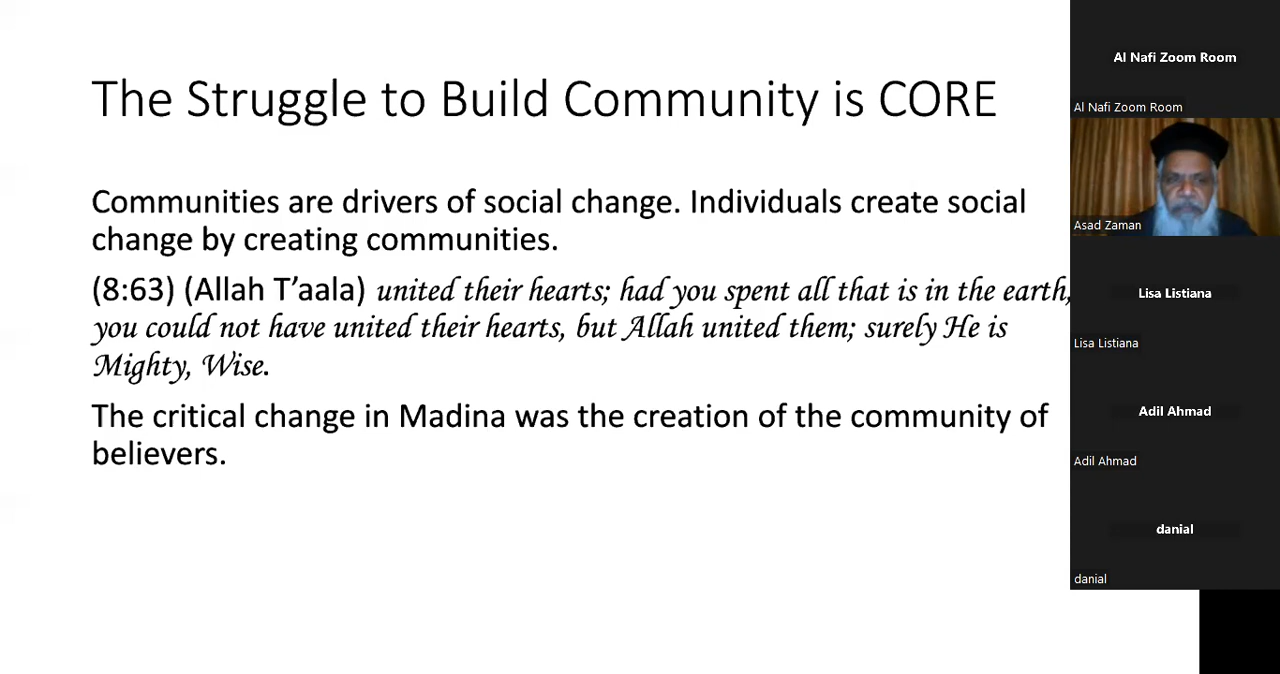 The Struggle to Build Community is CORE
Communities are drivers of social change. Individuals create social
change by creating communities.
(8:63) (Allah T’aala) united their hearts; had you spent all that is in the earth,
you could not have united their hearts, but Allah united them; surely He is
Mighty, Wise.
The critical change in Madina was the creation of the community of
believers.
Al Nafi Zoom Room
Al Nafi Zoom Room
Asad Zaman
Lisa Listiana
Lisa Listiana
Adil Ahmad
Adil Ahmad
danial
danial